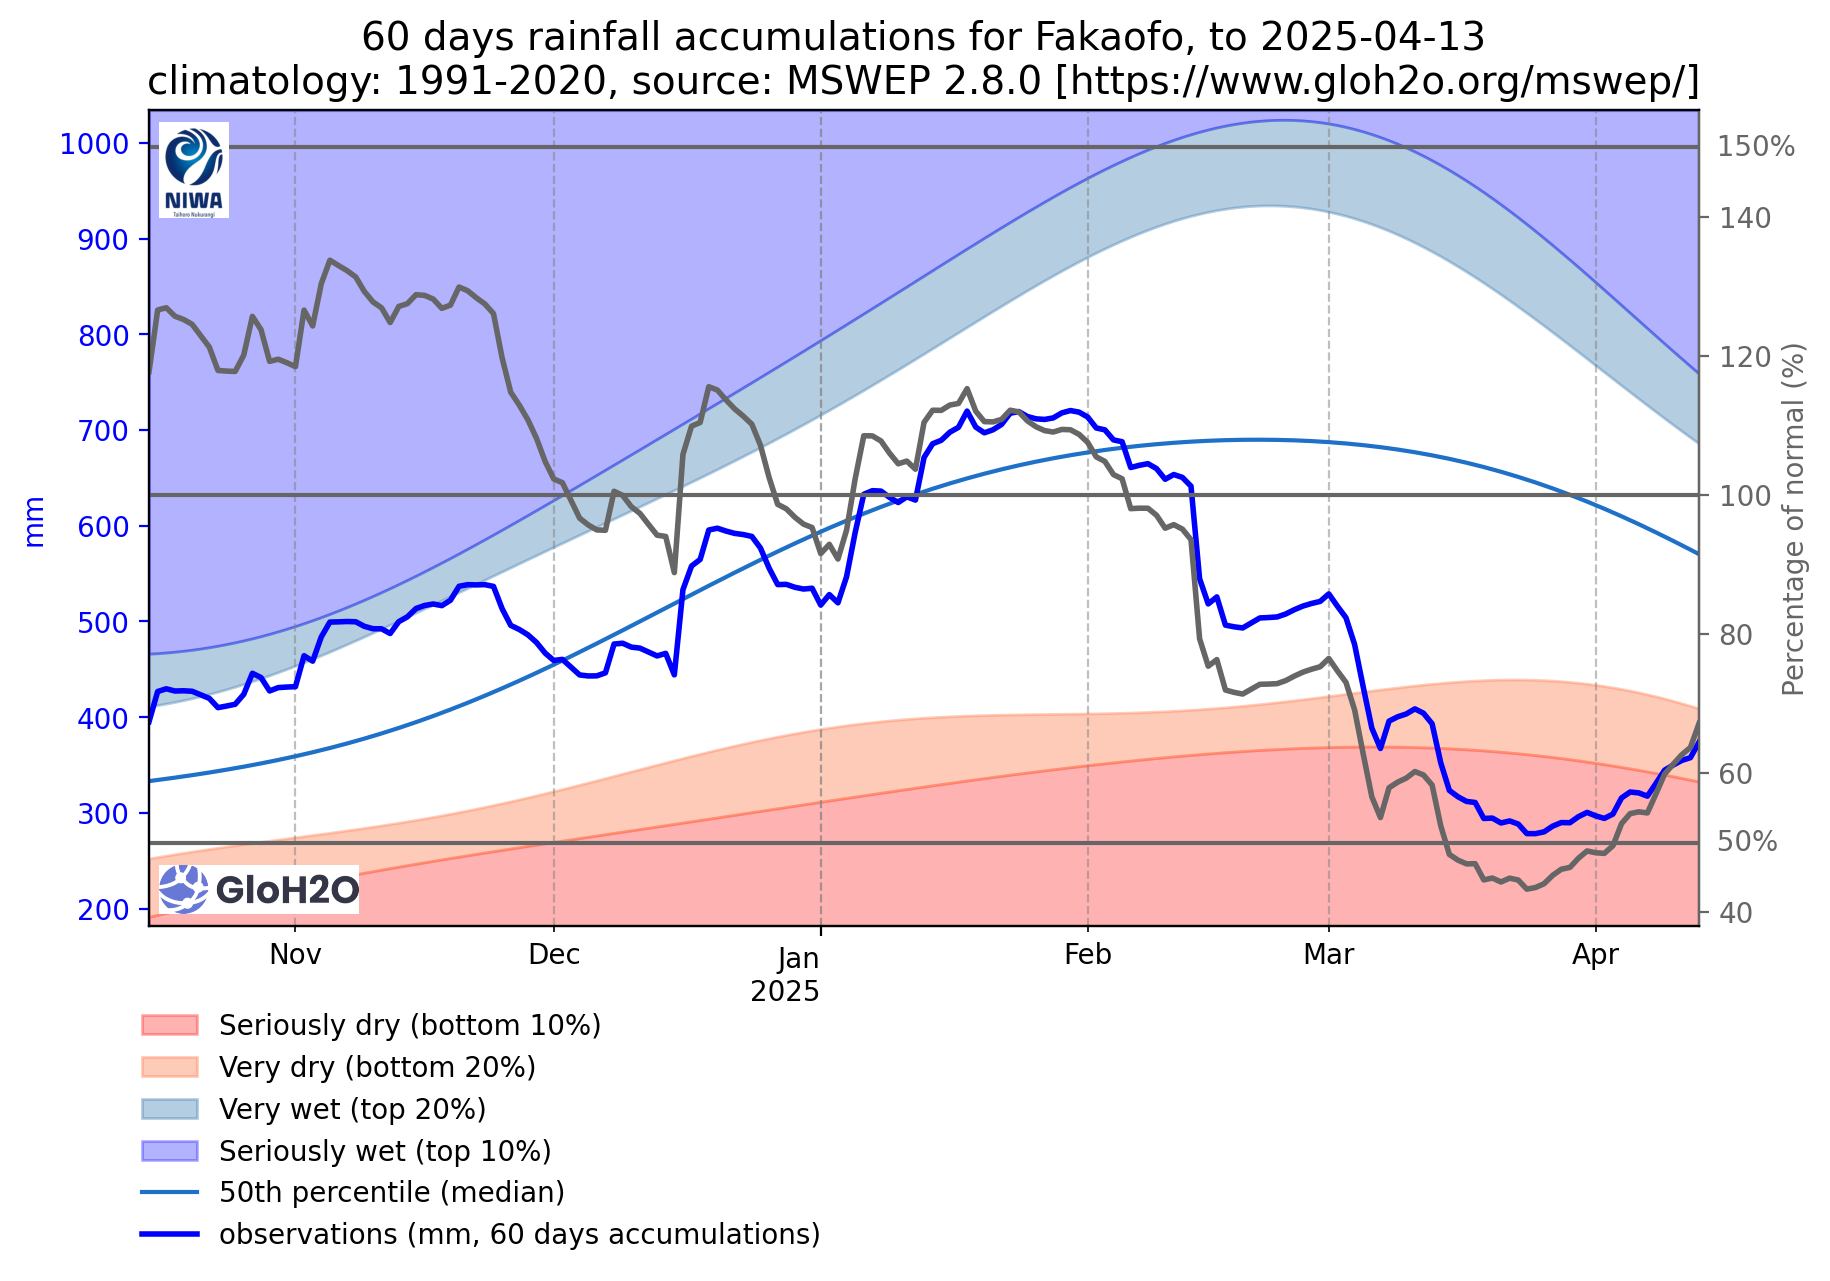 60 days rainfall accumulations for Fakaofo, to 2025-04-13
climatology: 1991-2020, source: MSWEP 2.8.0 [https://www.gloh2o.org/mswep/]
NIWA
Taihoro Nukurangi
1000
900
800
700
600
500
400
300
200
mm
150%
140
120
100
80
60
50%
40
Percentage of normal (%)
GloH2O
Nov
Dec
Jan
2025
Feb
Mar
Apr
Seriously dry (bottom 10%)
Very dry (bottom 20%)
Very wet (top 20%)
Seriously wet (top 10%)
50th percentile (median)
observations (mm, 60 days accumulations)